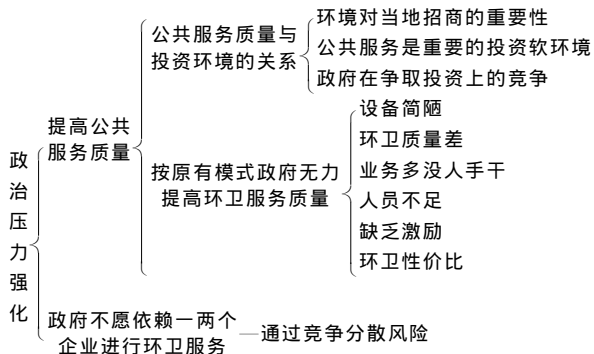 环境对当地招商的重要性
公共服务质量与
投资环境的关系
公共服务是重要的投资软环境
政府在争取投资上的竞争
提高公共
服务质量
设备简陋
环卫质量差
业务多没人手干
按原有模式政府无力
提高环卫服务质量
人员不足
缺乏激励
环卫性价比
政治压力强化
政府不愿依赖一两个
企业进行环卫服务
通过竞争分散风险